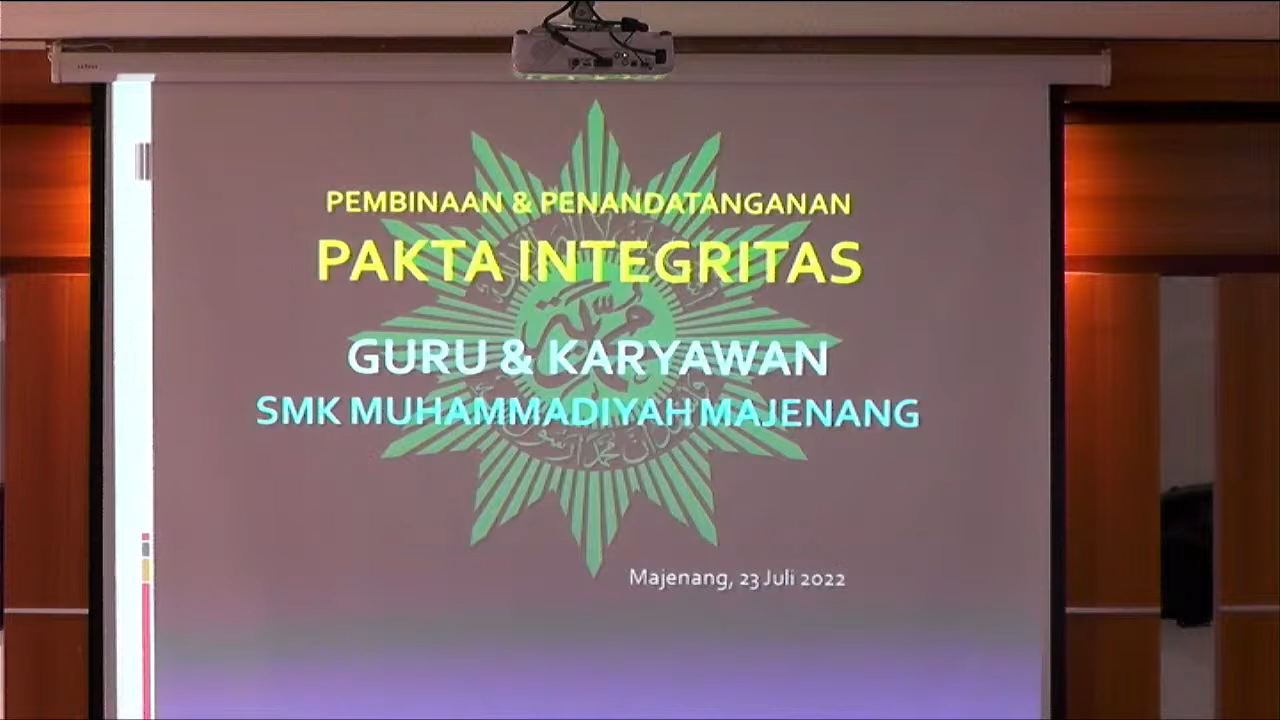 PEMBINAAN & PENANDATANGANAN
PAKTA INTEGRITAS
GURU & KARYAWAN
SMK MUHAMMADIYAH MAJENANG
Majenang, 23 Juli 2022